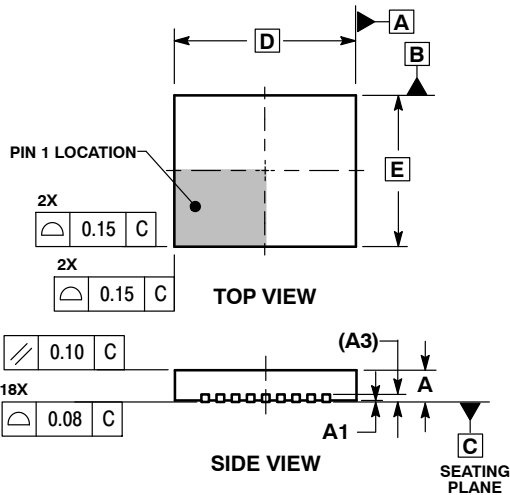 D
A
B
PIN 1 LOCATION
E
2X
⌓ 0.15 C
2X
⌓ 0.15 C
TOP VIEW
⫽ 0.10 C
(A3)
A
18X
⌓ 0.08 C
A1
C
SIDE VIEW
SEATING
PLANE